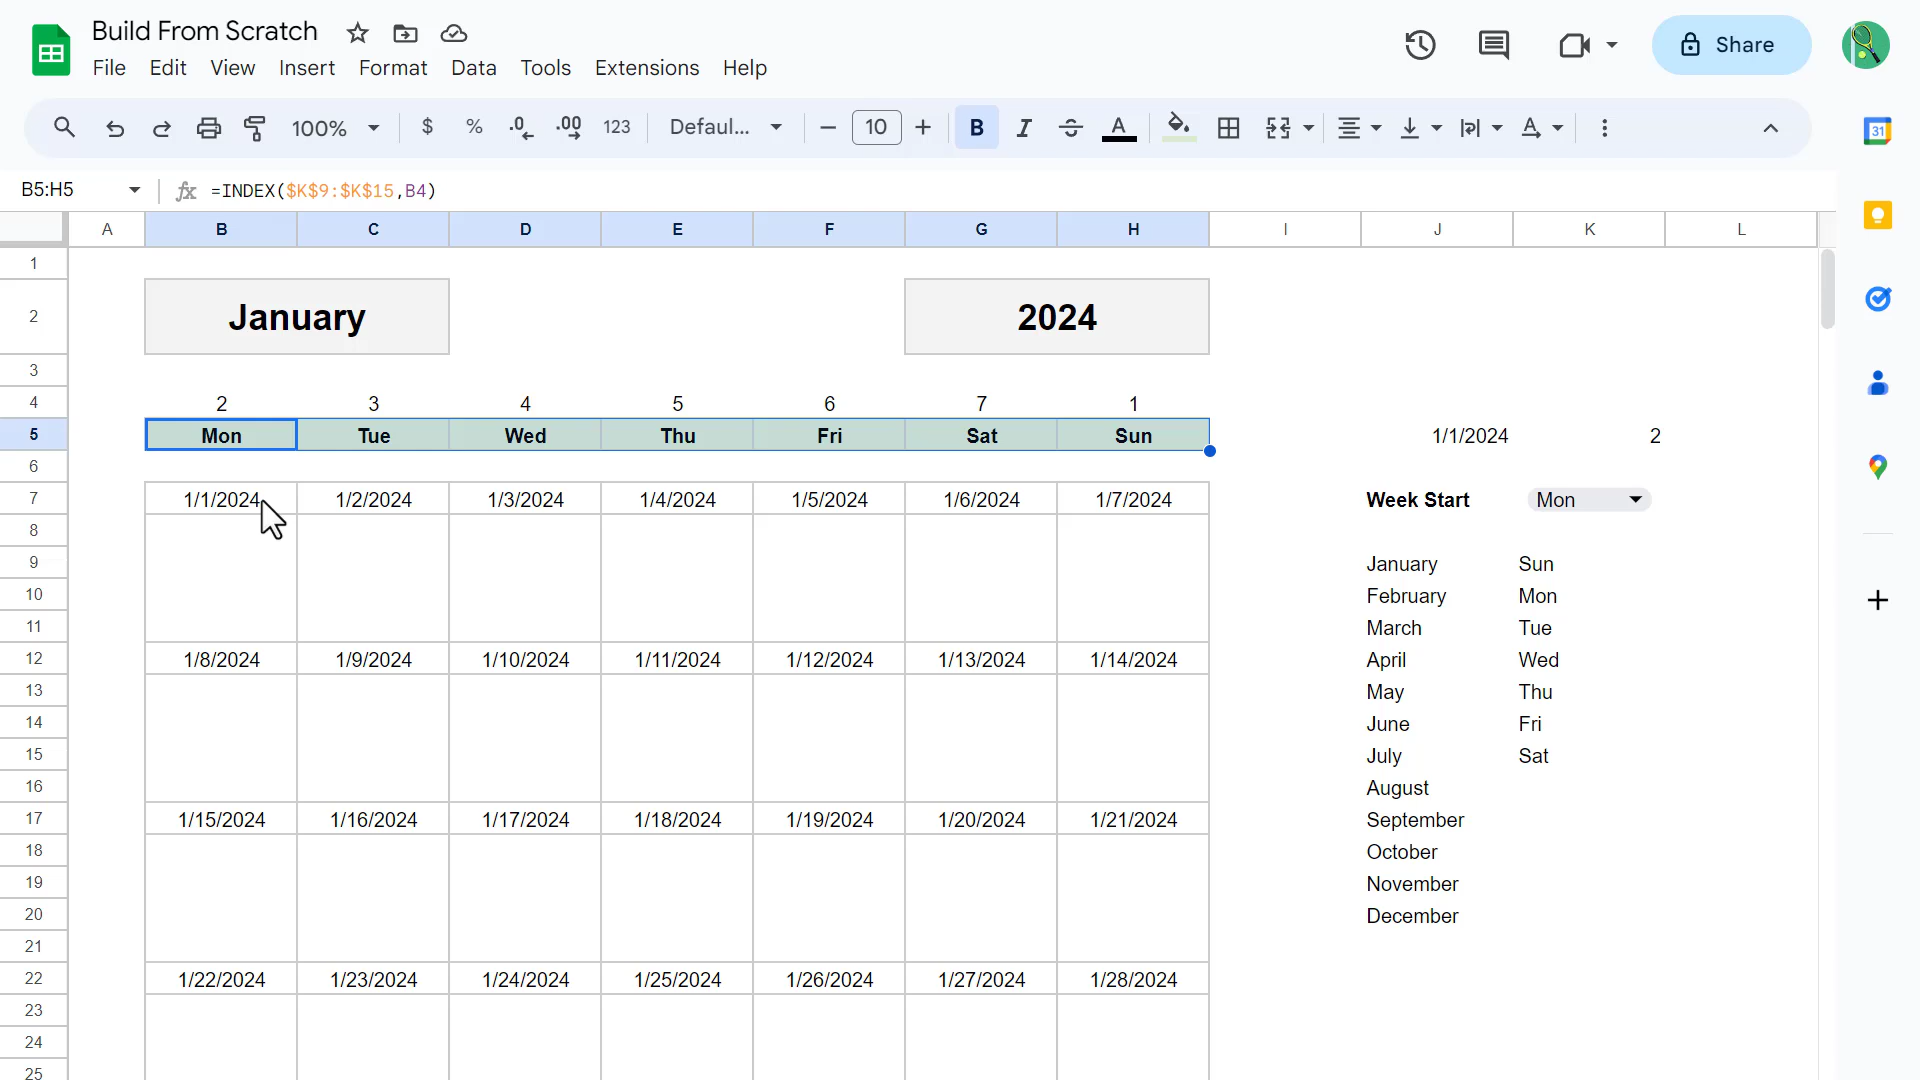 Build From Scratch
File Edit View Insert Format Data Tools Extensions Help
Share
31
100% $ % .0 .00 123 Defaul... 10 B I S A A
B5:H5 fx =INDEX($K$9:$K$15,B4)
A B C D E F G H I J K L
1
2 January 2024
3
4 2 3 4 5 6 7 1
5 Mon Tue Wed Thu Fri Sat Sun 1/1/2024 2
6
7 1/1/2024 1/2/2024 1/3/2024 1/4/2024 1/5/2024 1/6/2024 1/7/2024 Week Start Mon
8
9 January Sun
10 February Mon
11 March Tue
12 1/8/2024 1/9/2024 1/10/2024 1/11/2024 1/12/2024 1/13/2024 1/14/2024 April Wed
13 May Thu
14 June Fri
15 July Sat
16 August
17 1/15/2024 1/16/2024 1/17/2024 1/18/2024 1/19/2024 1/20/2024 1/21/2024 September
18 October
19 November
20 December
21
22 1/22/2024 1/23/2024 1/24/2024 1/25/2024 1/26/2024 1/27/2024 1/28/2024
23
24
25